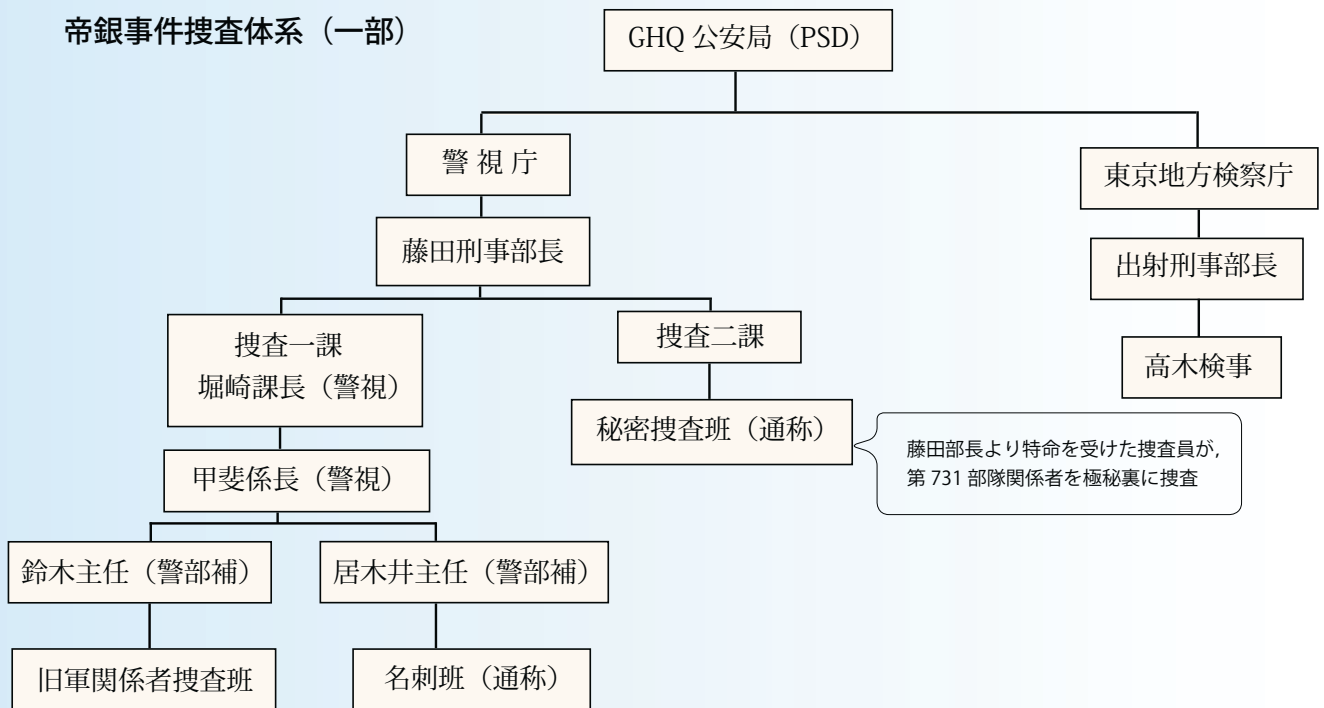 帝銀事件捜査体系（一部）
GHQ 公安局（PSD）
警 視 庁
東京地方検察庁
藤田刑事部長
出射刑事部長
捜査一課
堀崎課長（警視）
捜査二課
高木検事
秘密捜査班（通称）
藤田部長より特命を受けた捜査員が，
第 731 部隊関係者を極秘裏に捜査
甲斐係長（警視）
鈴木主任（警部補）
居木井主任（警部補）
旧軍関係者捜査班
名刺班（通称）